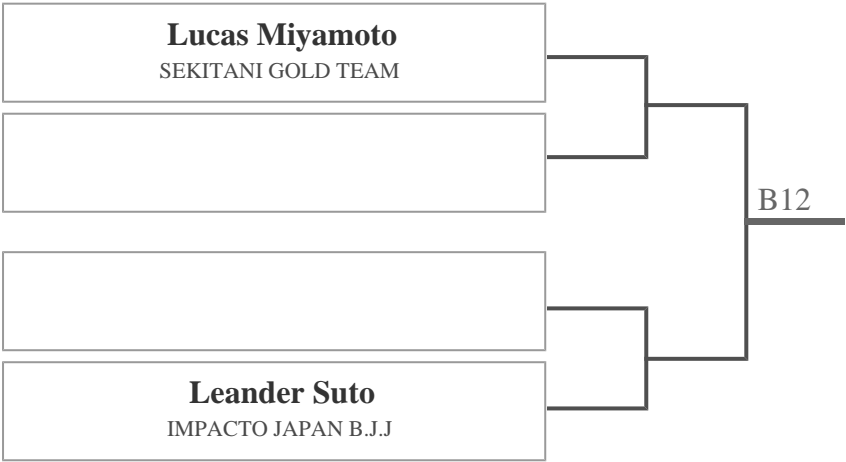 Lucas Miyamoto
SEKITANI GOLD TEAM
B12
Leander Suto
IMPACTO JAPAN B.J.J